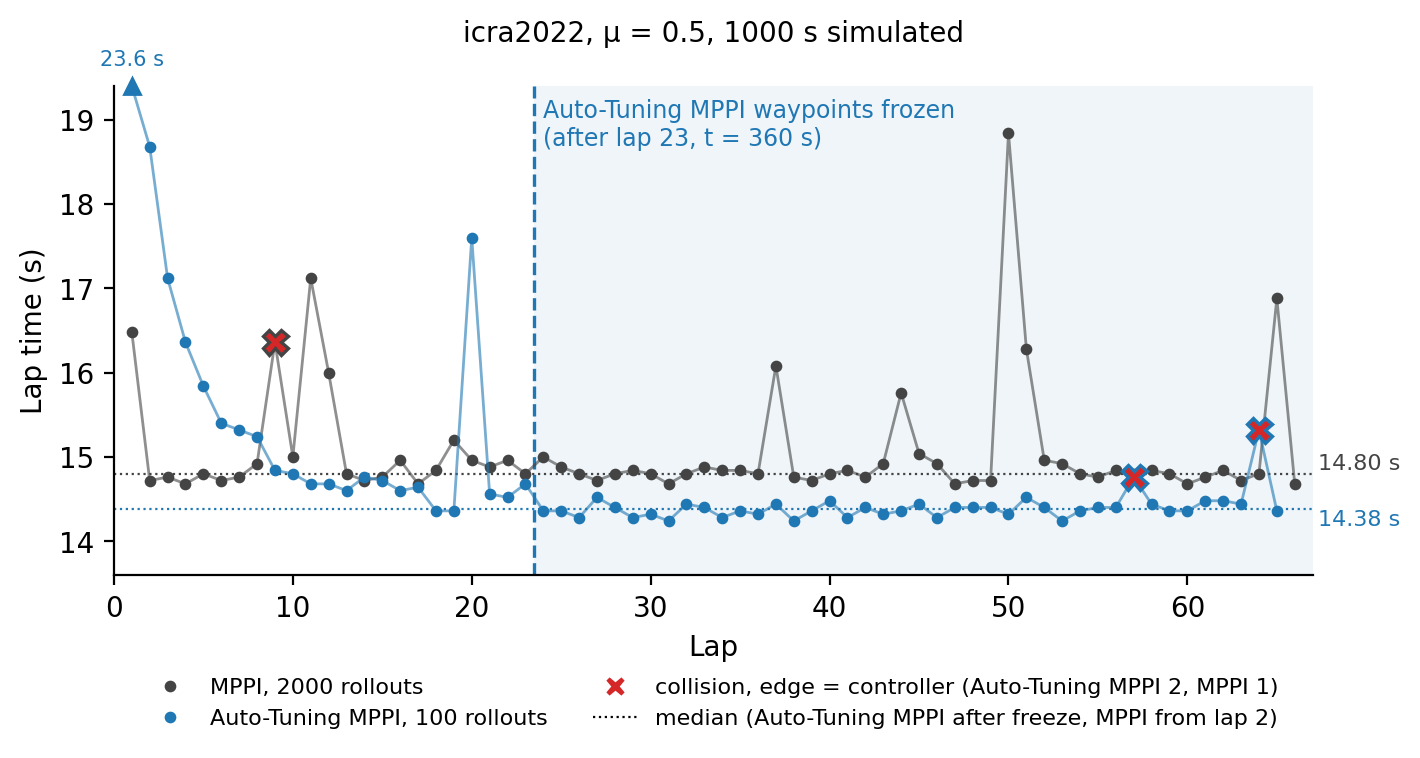 icra2022, μ = 0.5, 1000 s simulated
23.6 s
Auto-Tuning MPPI waypoints frozen
(after lap 23, t = 360 s)
Lap time (s)
19
18
17
16
15
14
14.80 s
14.38 s
0 10 20 30 40 50 60
Lap
MPPI, 2000 rollouts
Auto-Tuning MPPI, 100 rollouts
collision, edge = controller (Auto-Tuning MPPI 2, MPPI 1)
median (Auto-Tuning MPPI after freeze, MPPI from lap 2)